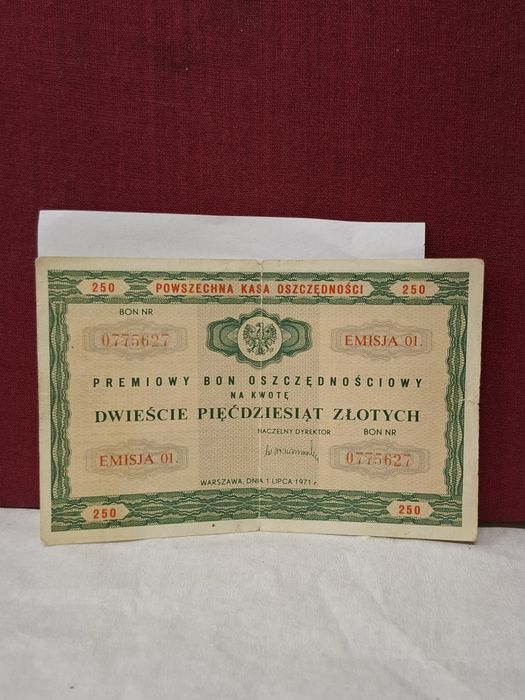 250 POWSZECHNA KASA OSZCZĘDNOŚCI 250
BON NR
0775627 EMISJA 01.
PREMIOWY BON OSZCZĘDNOŚCIOWY
NA KWOTĘ
DWIEŚCIE PIĘĆDZIESIĄT ZŁOTYCH
NACZELNY DYREKTOR BON NR
EMISJA 01. 0775627
WARSZAWA, DNIA 1 LIPCA 1971 r.
250 250